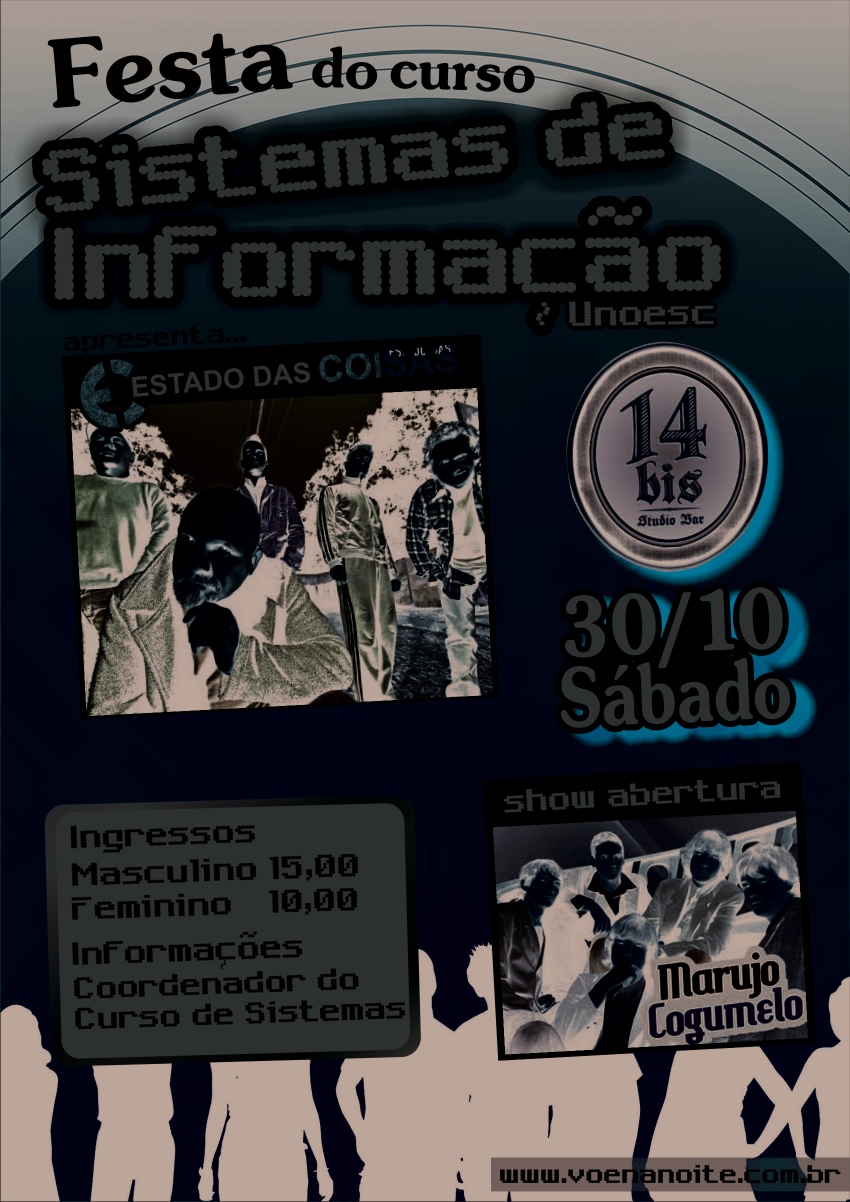 Festa do curso
Sistemas de
Informação
Unoesc
apresenta...
ESTADO DAS COISAS
14
bis
Studio Bar
30/10
Sábado
show abertura
Ingressos
Masculino 15,00
Feminino 10,00
Informações
Coordenador do
Curso de Sistemas
Marujo
Cogumelo
www.voenanoite.com.br